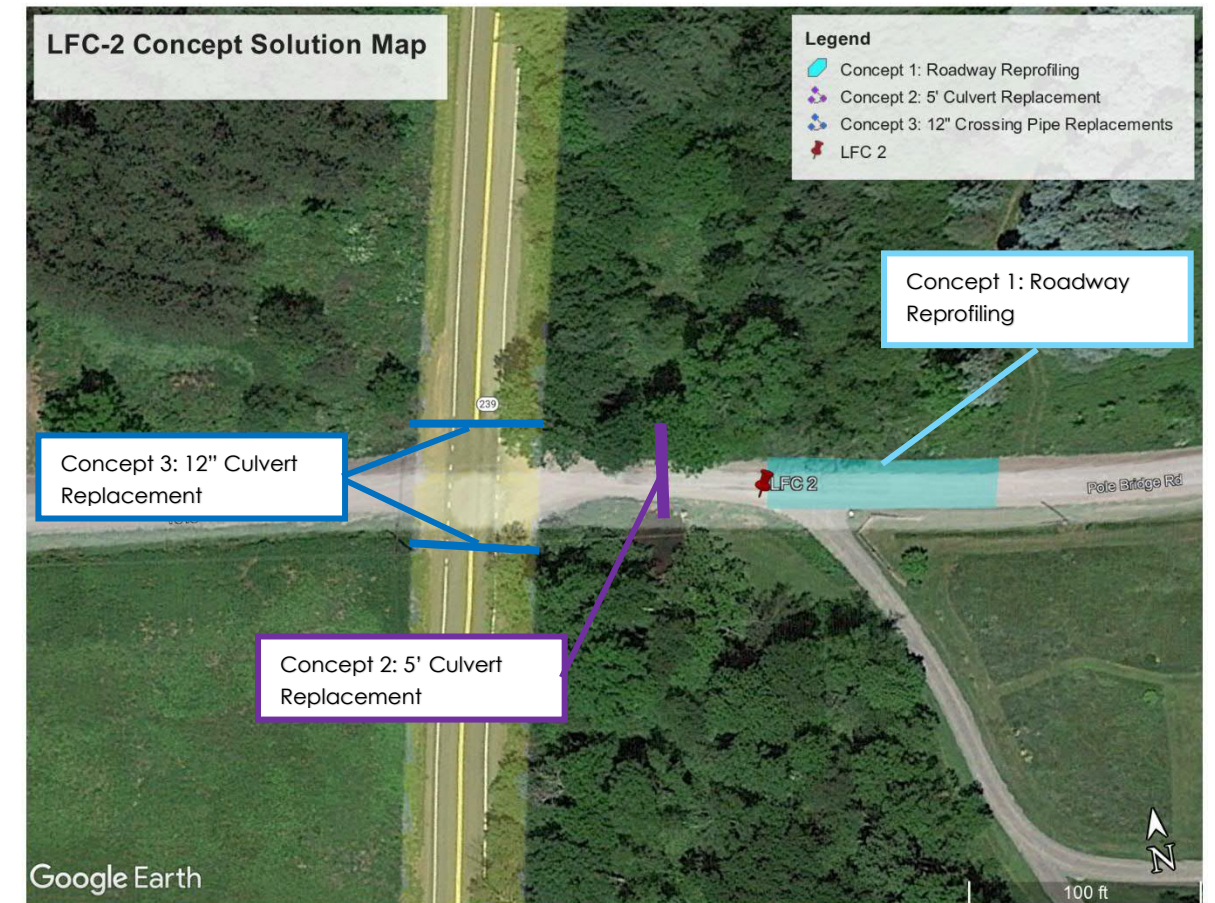 LFC-2 Concept Solution Map
Legend
Concept 1: Roadway Reprofiling
Concept 2: 5' Culvert Replacement
Concept 3: 12" Crossing Pipe Replacements
LFC 2
Concept 1: Roadway
Reprofiling
239
Concept 3: 12” Culvert
Replacement
LFC 2
Pole Bridge Rd
Concept 2: 5’ Culvert
Replacement
N
Google Earth
100 ft